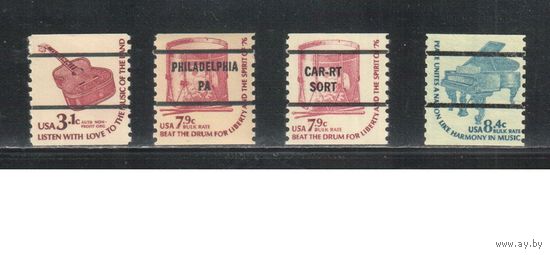 USA 3.1c AUTH NON-
PROFIT ORG
LISTEN WITH LOVE TO THE MUSIC OF THE LAND
PHILADELPHIA
PA
USA 7.9c BULK RATE
BEAT THE DRUM FOR LIBERTY AND THE SPIRIT OF '76
CAR-RT
SORT
USA 7.9c BULK RATE
BEAT THE DRUM FOR LIBERTY AND THE SPIRIT OF '76
USA 8.4c
BULK RATE
PEACE UNITES A NATION LIKE HARMONY IN MUSIC
© www.ay.by